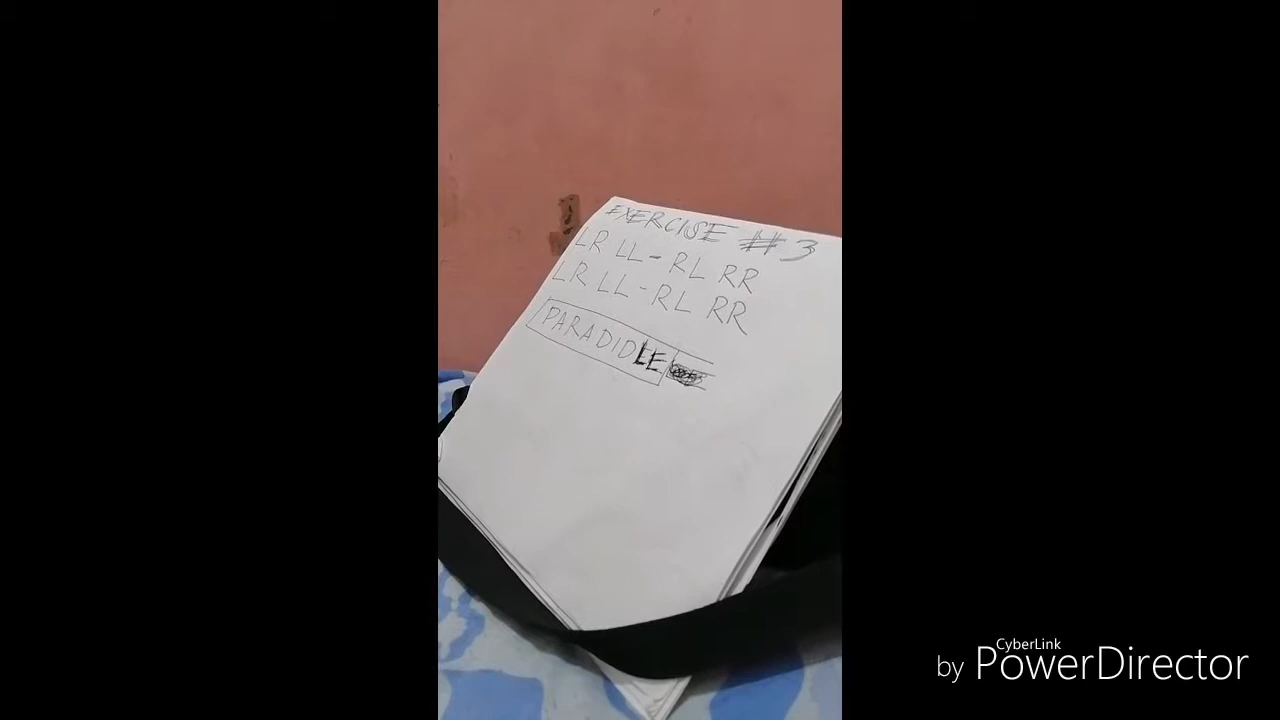 EXERCISE # 3
LR LL - RL RR
LR LL - RL RR
PARADIDLE
CyberLink
by PowerDirector